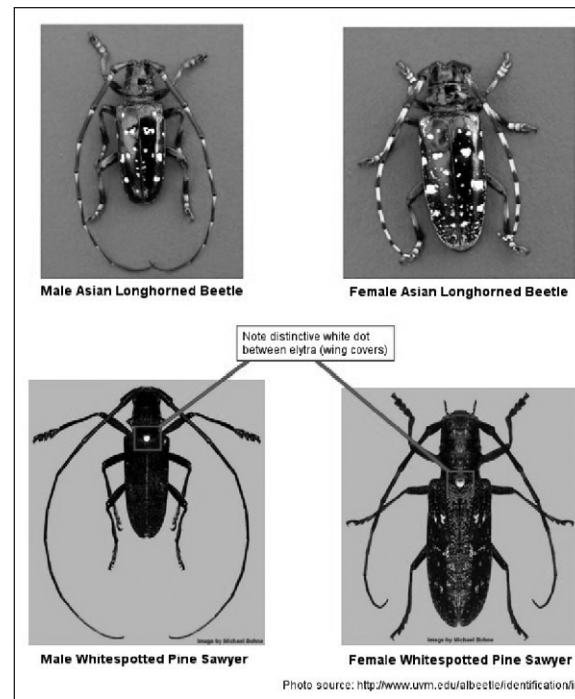 Male Asian Longhorned Beetle
Female Asian Longhorned Beetle
Note distinctive white dot
between elytra (wing covers)
Image by Michael Bohne
Image by Michael Bohne
Male Whitespotted Pine Sawyer
Female Whitespotted Pine Sawyer
Photo source: http://www.uvm.edu/albeetle/identification/i